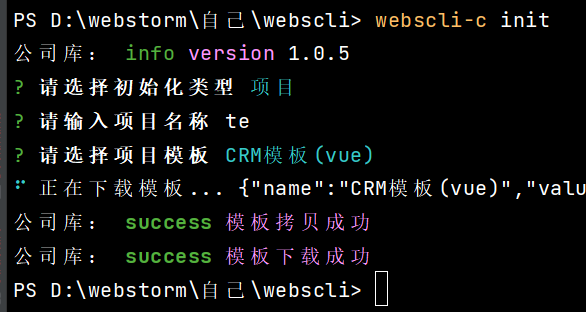 PS D:\webstorm\自己\webscli> webscli-c init
公司库： info version 1.0.5
? 请选择初始化类型 项目
? 请输入项目名称 te
? 请选择项目模板 CRM模板(vue)
⠋ 正在下载模板... {"name":"CRM模板(vue)","valu
公司库： success 模板拷贝成功
公司库： success 模板下载成功
PS D:\webstorm\自己\webscli>